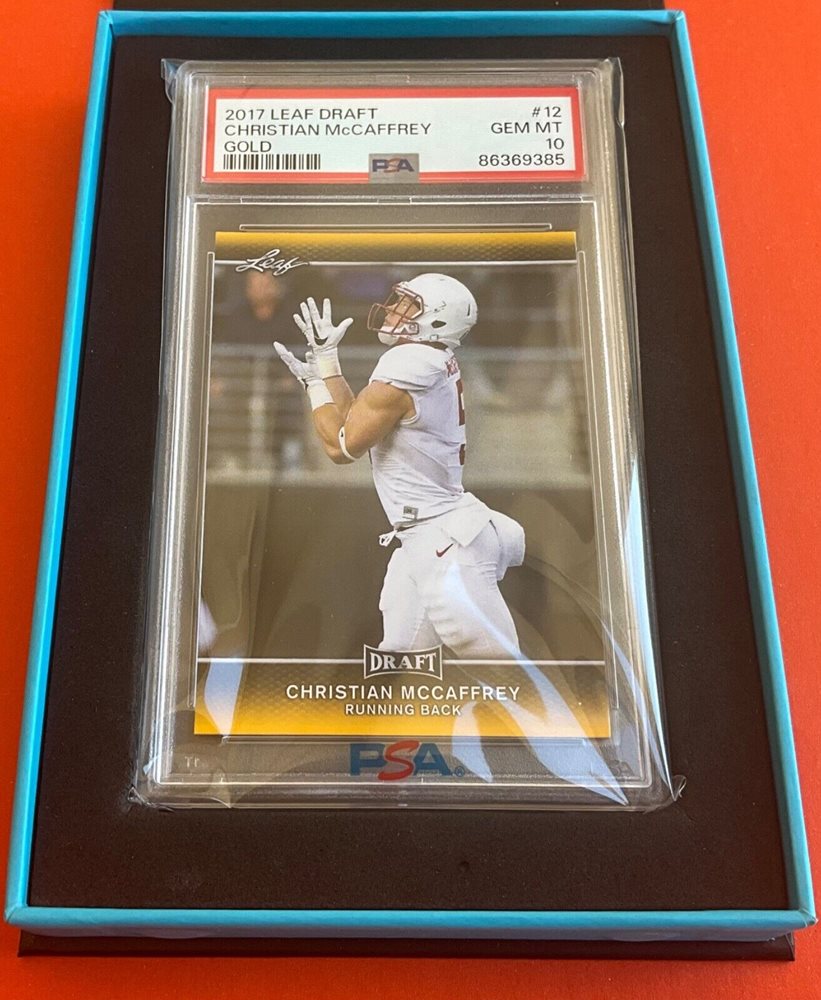 2017 LEAF DRAFT #12
CHRISTIAN McCAFFREY GEM MT
GOLD 10
PSA 86369385
Leaf
5
DRAFT
CHRISTIAN MCCAFFREY
RUNNING BACK
PSA®